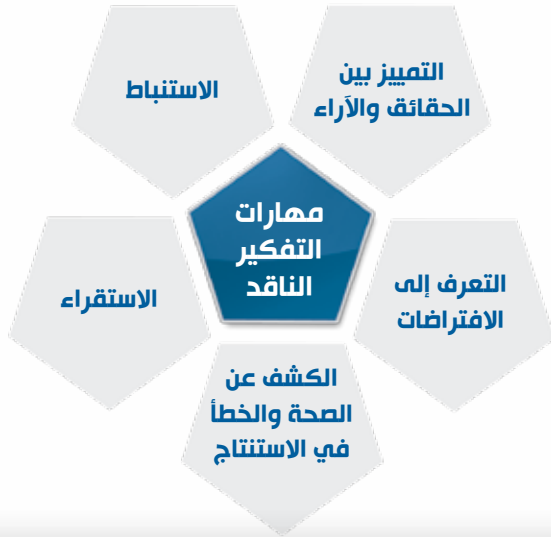 مهارات
التفكير
الناقد
التمييز بين
الحقائق والآراء
التعرف إلى
الافتراضات
الكشف عن
الصحة والخطأ
في الاستنتاج
الاستقراء
الاستنباط